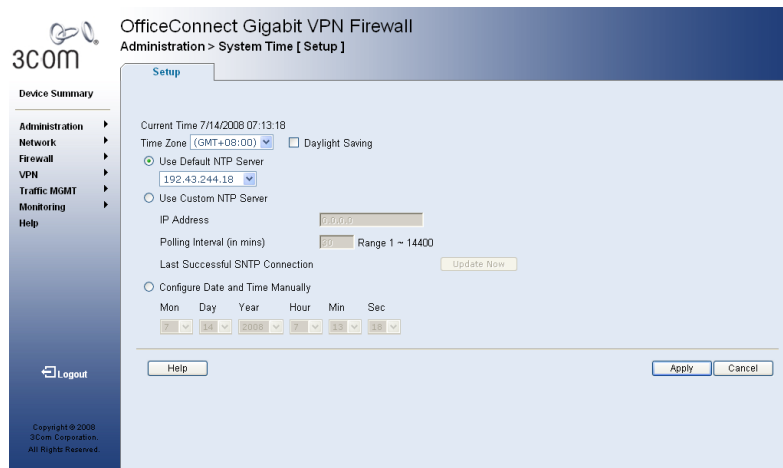 3COM
OfficeConnect Gigabit VPN Firewall
Administration > System Time [ Setup ]
Setup
Device Summary
Administration
Network
Firewall
VPN
Traffic MGMT
Monitoring
Help
Logout
Copyright © 2008
3Com Corporation.
All Rights Reserved.
Current Time 7/14/2008 07:13:18
Time Zone (GMT+08:00) Daylight Saving
Use Default NTP Server
192.43.244.18
Use Custom NTP Server
IP Address 0.0.0.0
Polling Interval (in mins) 30 Range 1 ~ 14400
Last Successful SNTP Connection Update Now
Configure Date and Time Manually
Mon Day Year Hour Min Sec
7 14 2008 7 13 18
Help Apply Cancel